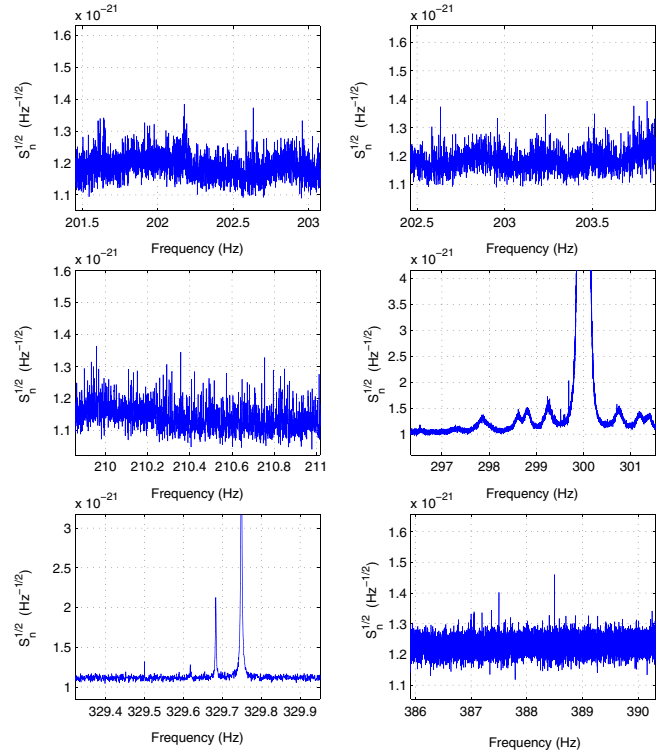 x 10⁻²¹
1.6
1.5
1.4
1.3
1.2
1.1
Sₙ^1/2 (Hz^-1/2)
201.5 202 202.5 203
Frequency (Hz)
x 10⁻²¹
1.6
1.5
1.4
1.3
1.2
1.1
Sₙ^1/2 (Hz^-1/2)
202.5 203 203.5
Frequency (Hz)
x 10⁻²¹
1.6
1.5
1.4
1.3
1.2
1.1
Sₙ^1/2 (Hz^-1/2)
210 210.2 210.4 210.6 210.8 211
Frequency (Hz)
x 10⁻²¹
4
3.5
3
2.5
2
1.5
1
Sₙ^1/2 (Hz^-1/2)
297 298 299 300 301
Frequency (Hz)
x 10⁻²¹
3
2.5
2
1.5
1
Sₙ^1/2 (Hz^-1/2)
329.4 329.5 329.6 329.7 329.8 329.9
Frequency (Hz)
x 10⁻²¹
1.6
1.5
1.4
1.3
1.2
1.1
Sₙ^1/2 (Hz^-1/2)
386 387 388 389 390
Frequency (Hz)